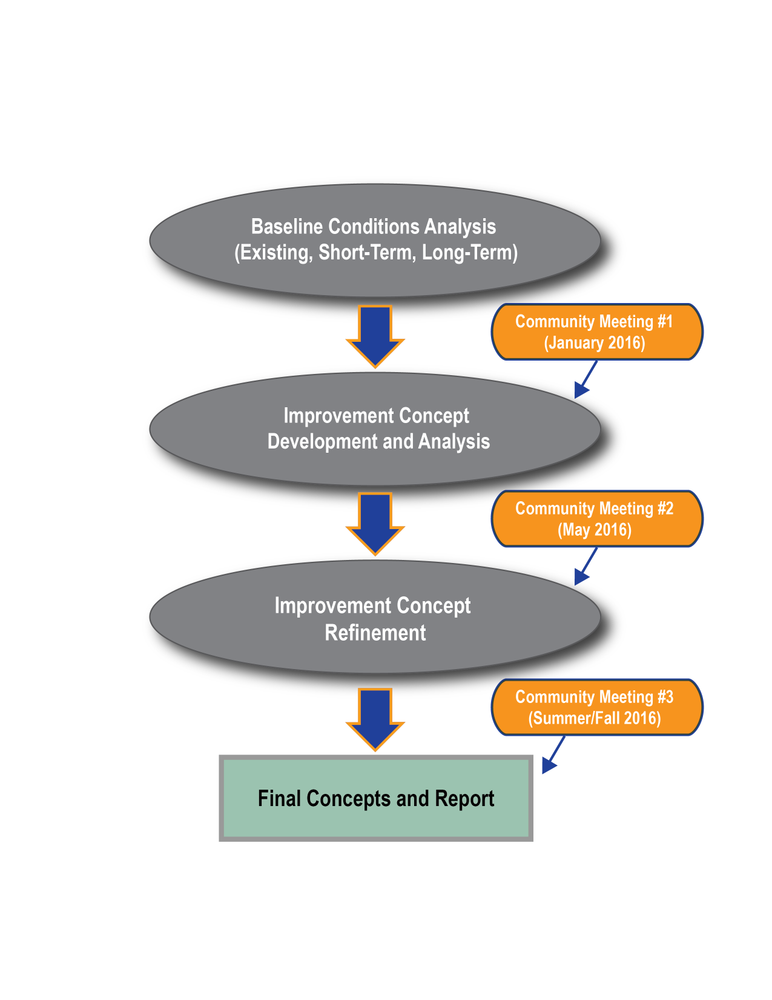 Baseline Conditions Analysis
(Existing, Short-Term, Long-Term)
Community Meeting #1
(January 2016)
Improvement Concept
Development and Analysis
Community Meeting #2
(May 2016)
Improvement Concept
Refinement
Community Meeting #3
(Summer/Fall 2016)
Final Concepts and Report